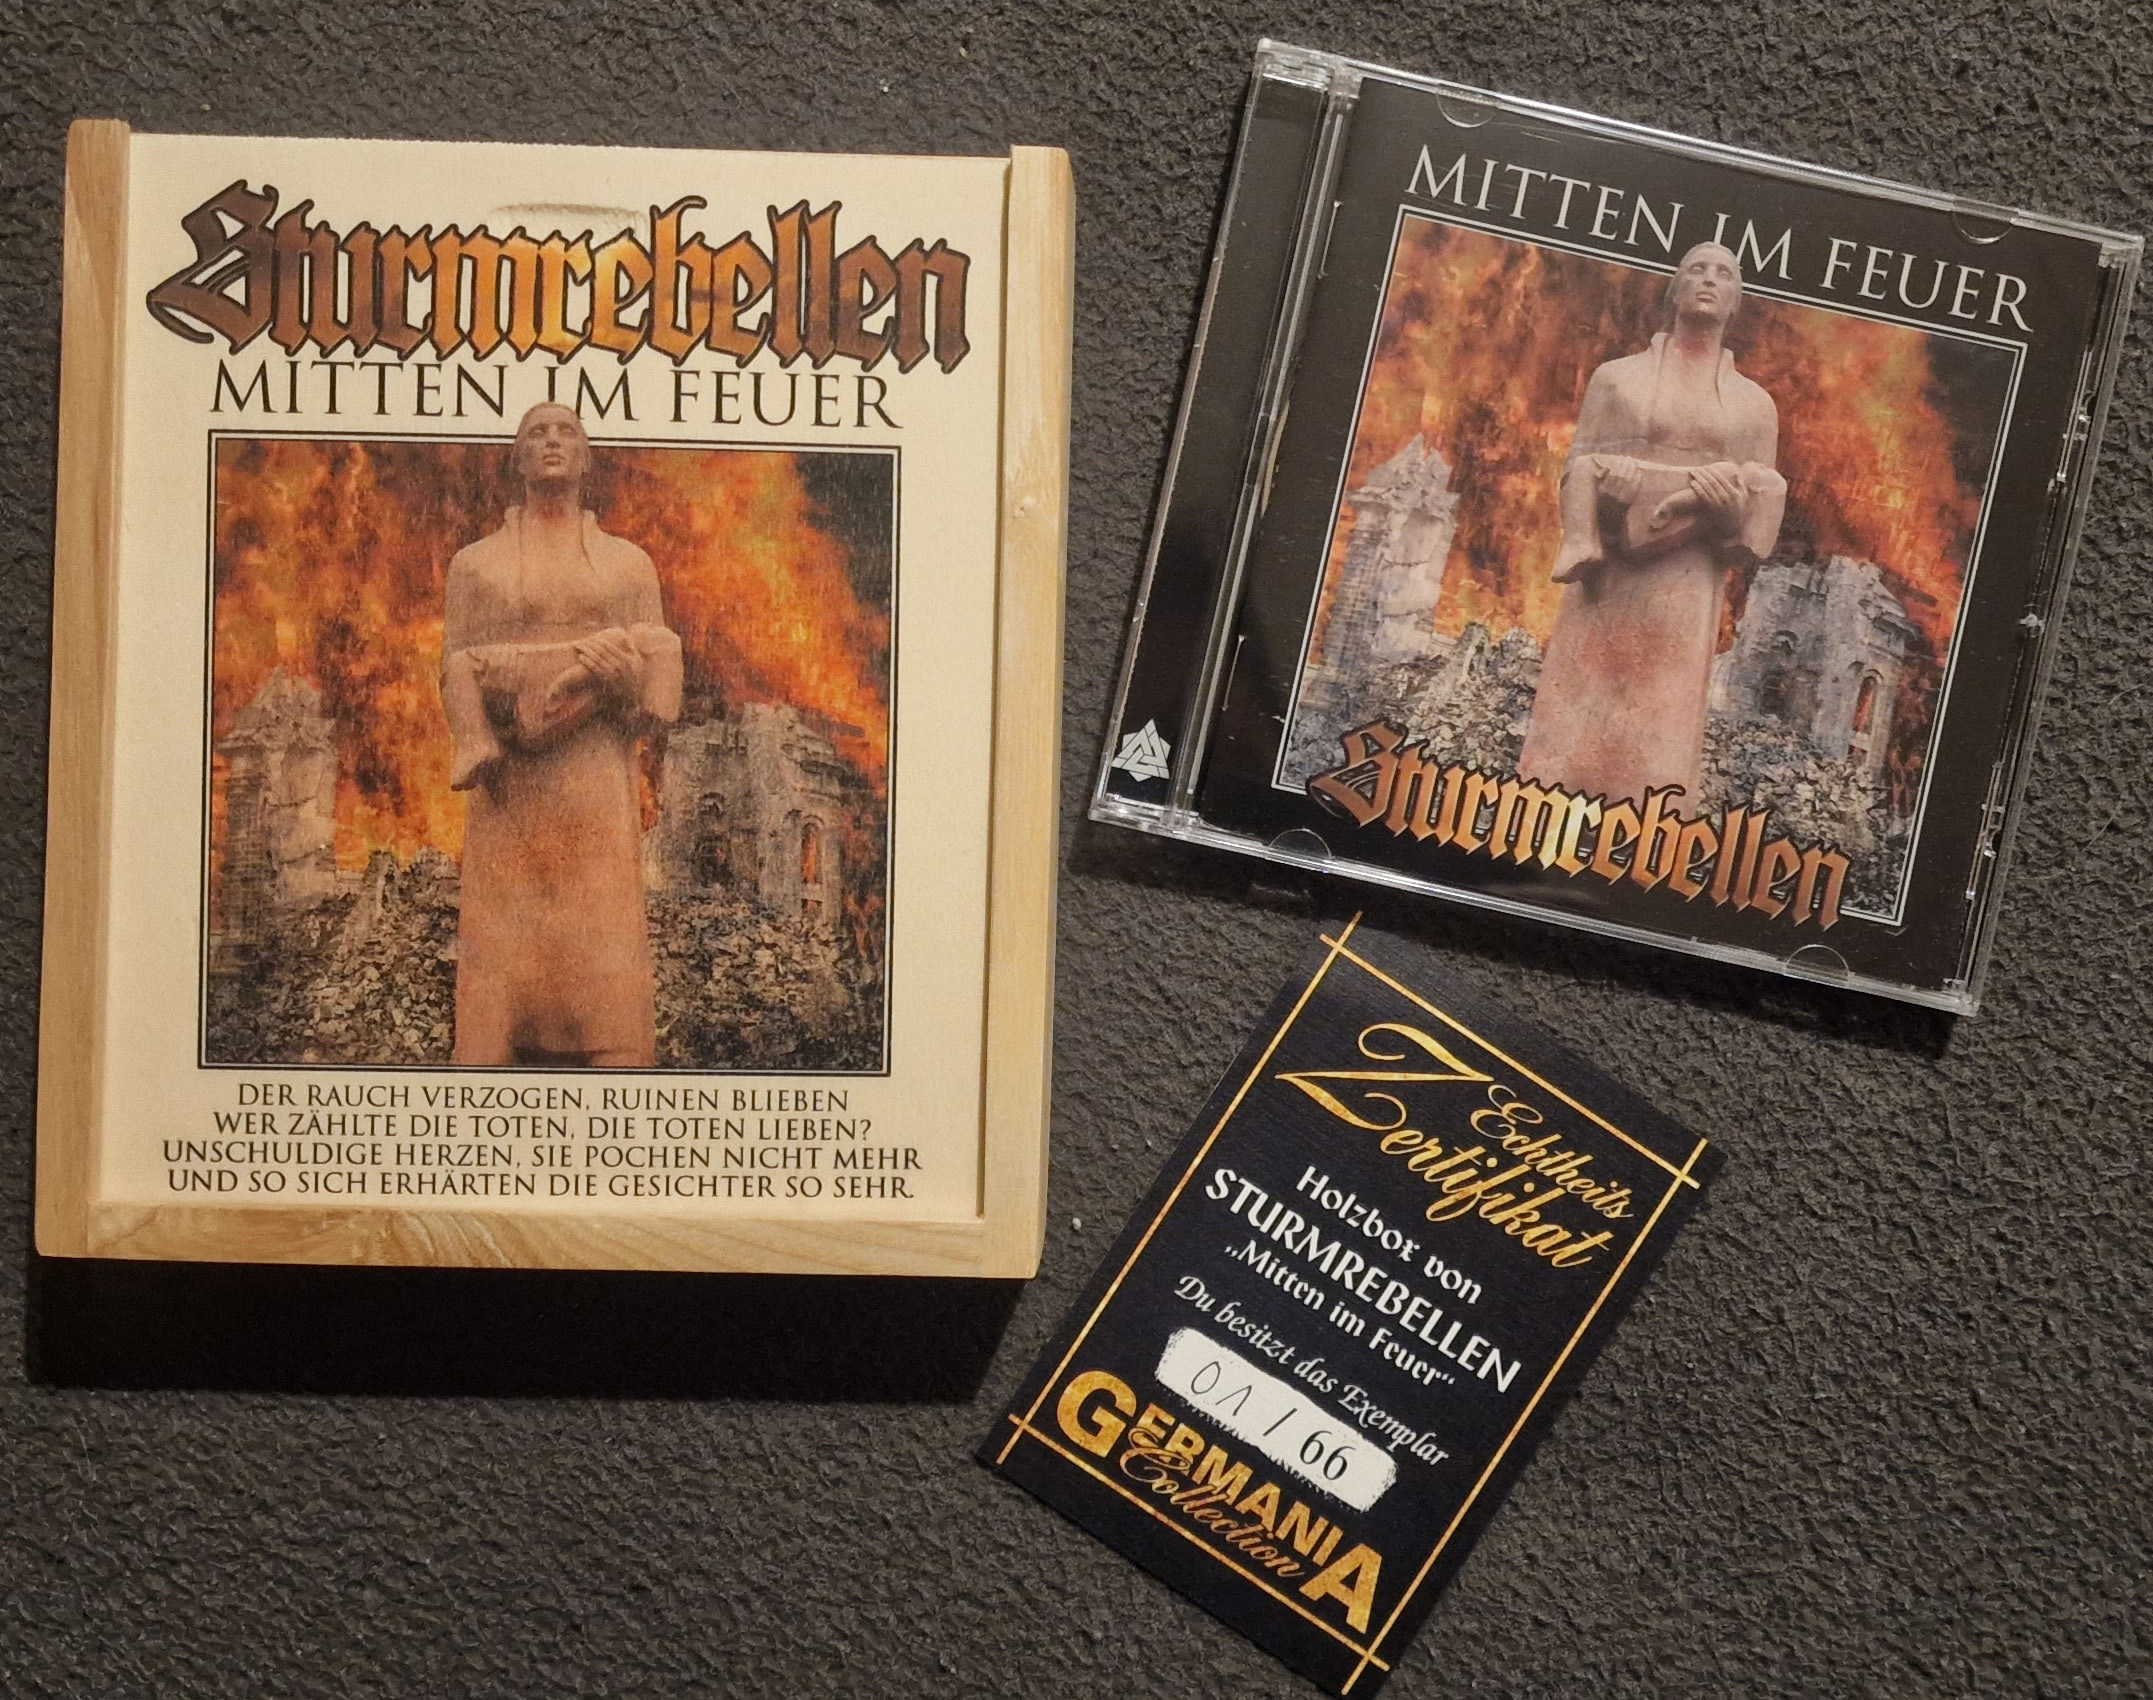 Sturmrebellen
MITTEN IM FEUER
DER RAUCH VERZOGEN, RUINEN BLIEBEN
WER ZÄHLTE DIE TOTEN, DIE TOTEN LIEBEN?
UNSCHULDIGE HERZEN, SIE POCHEN NICHT MEHR
UND SO SICH ERHÄRTEN DIE GESICHTER SO SEHR.
MITTEN IM FEUER
Sturmrebellen
Echtheits
Zertifikat
Holzbox von
STURMREBELLEN
„Mitten im Feuer“
Du besitzt das Exemplar
01 / 66
GERMANIA
Collection